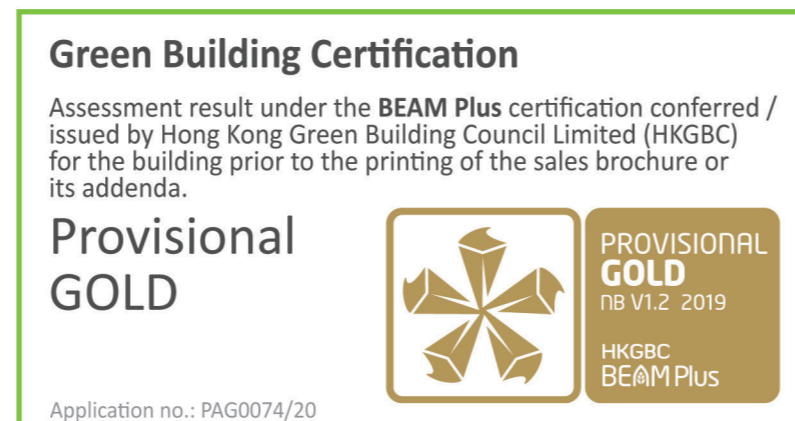 Green Building Certification
Assessment result under the BEAM Plus certification conferred /
issued by Hong Kong Green Building Council Limited (HKGBC)
for the building prior to the printing of the sales brochure or
its addenda.
Provisional
GOLD
PROVISIONAL
GOLD
NB V1.2 2019
HKGBC
BEAM Plus
Application no.: PAG0074/20